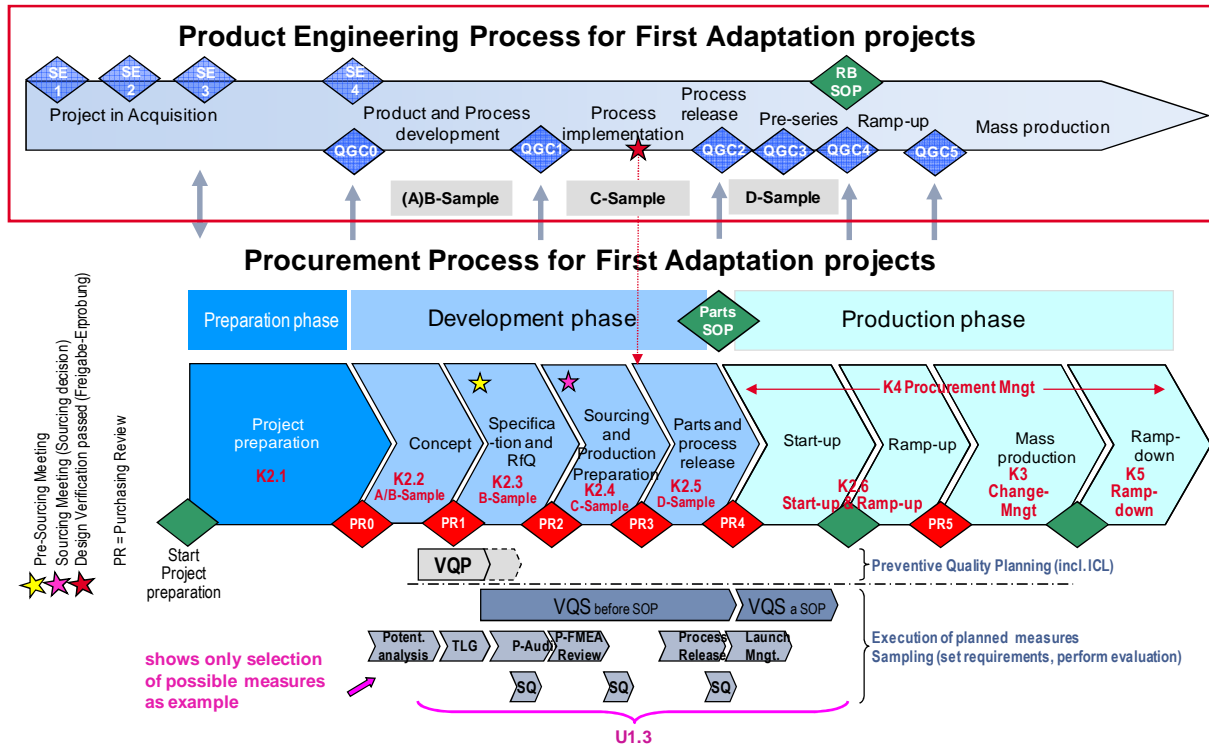 Product Engineering Process for First Adaptation projects
SE
1
SE
2
SE
3
SE
4
RB
SOP
Project in Acquisition
Product and Process
development
Process
implementation
Process
release
Pre-series
Ramp-up
Mass production
QGC0
QGC1
QGC2
QGC3
QGC4
QGC5
(A)B-Sample
C-Sample
D-Sample
Procurement Process for First Adaptation projects
Preparation phase
Development phase
Parts
SOP
Production phase
K4 Procurement Mngt
Project
preparation
K2.1
Concept
K2.2
A/B-Sample
Specifica
-tion and
RfQ
K2.3
B-Sample
Sourcing
and
Production
Preparation
K2.4
C-Sample
Parts and
process
release
K2.5
D-Sample
Start-up
Ramp-up
K2.6
Start-up & Ramp-up
Mass
production
K3
Change-
Mngt
Ramp-
down
K5
Ramp-
down
PR0
PR1
PR2
PR3
PR4
PR5
Start
Project
preparation
Pre-Sourcing Meeting
Sourcing Meeting (Sourcing decision)
Design Verification passed (Freigabe-Erprobung)
PR = Purchasing Review
VQP
Preventive Quality Planning (incl. ICL)
VQS before SOP
VQS a SOP
Potent.
analysis
TLG
P-Audi
P-FMEA
Review
Process
Release
Launch
Mngt.
Execution of planned measures
Sampling (set requirements, perform evaluation)
SQ
SQ
SQ
shows only selection
of possible measures
as example
U1.3